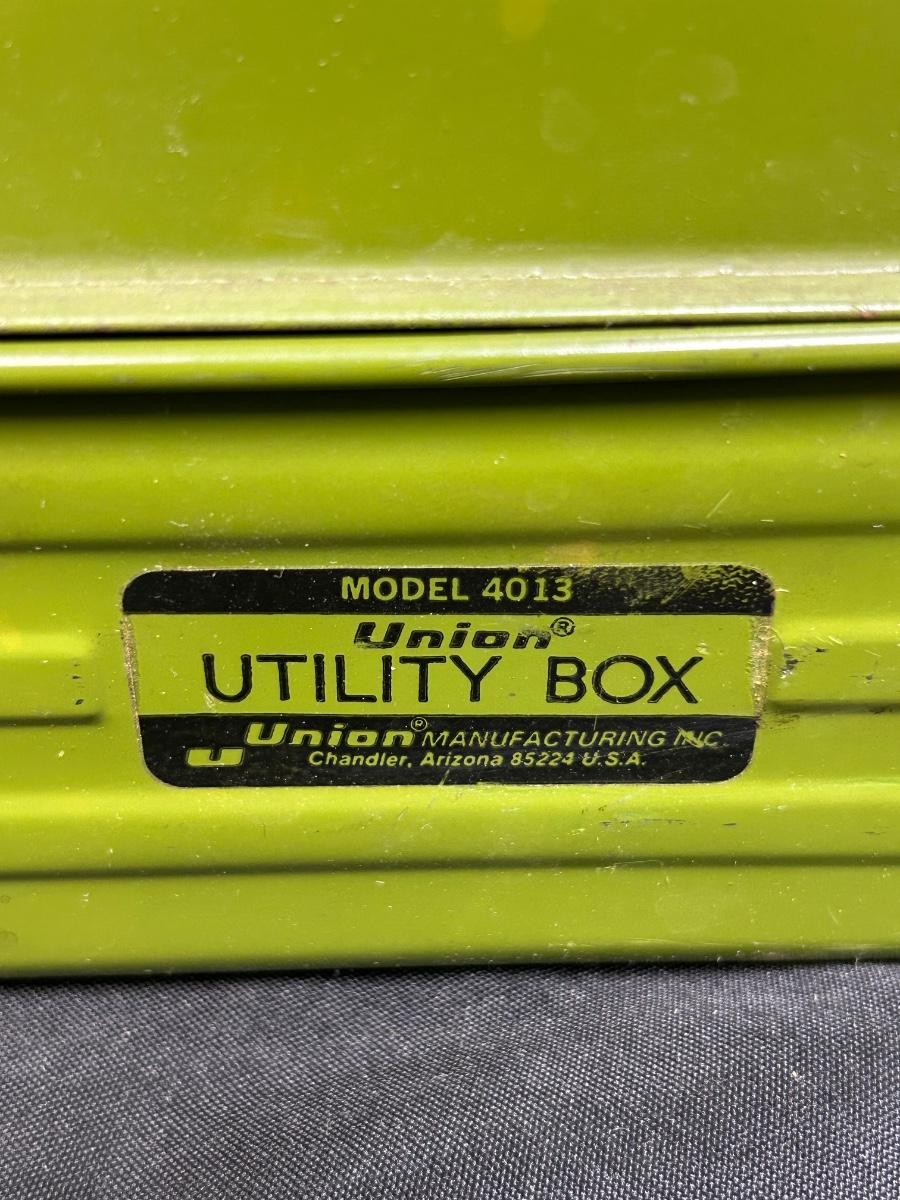 MODEL 4013
Union®
UTILITY BOX
Union® MANUFACTURING INC
Chandler, Arizona 85224 U.S.A.